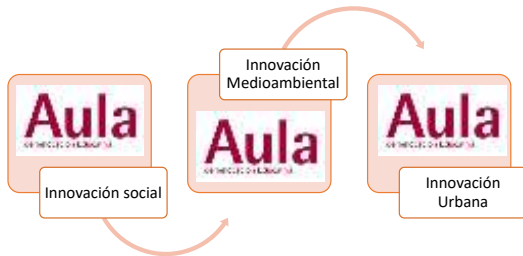 Aula
Innovación social
Innovación
Medioambiental
Aula
Aula
Innovación
Urbana